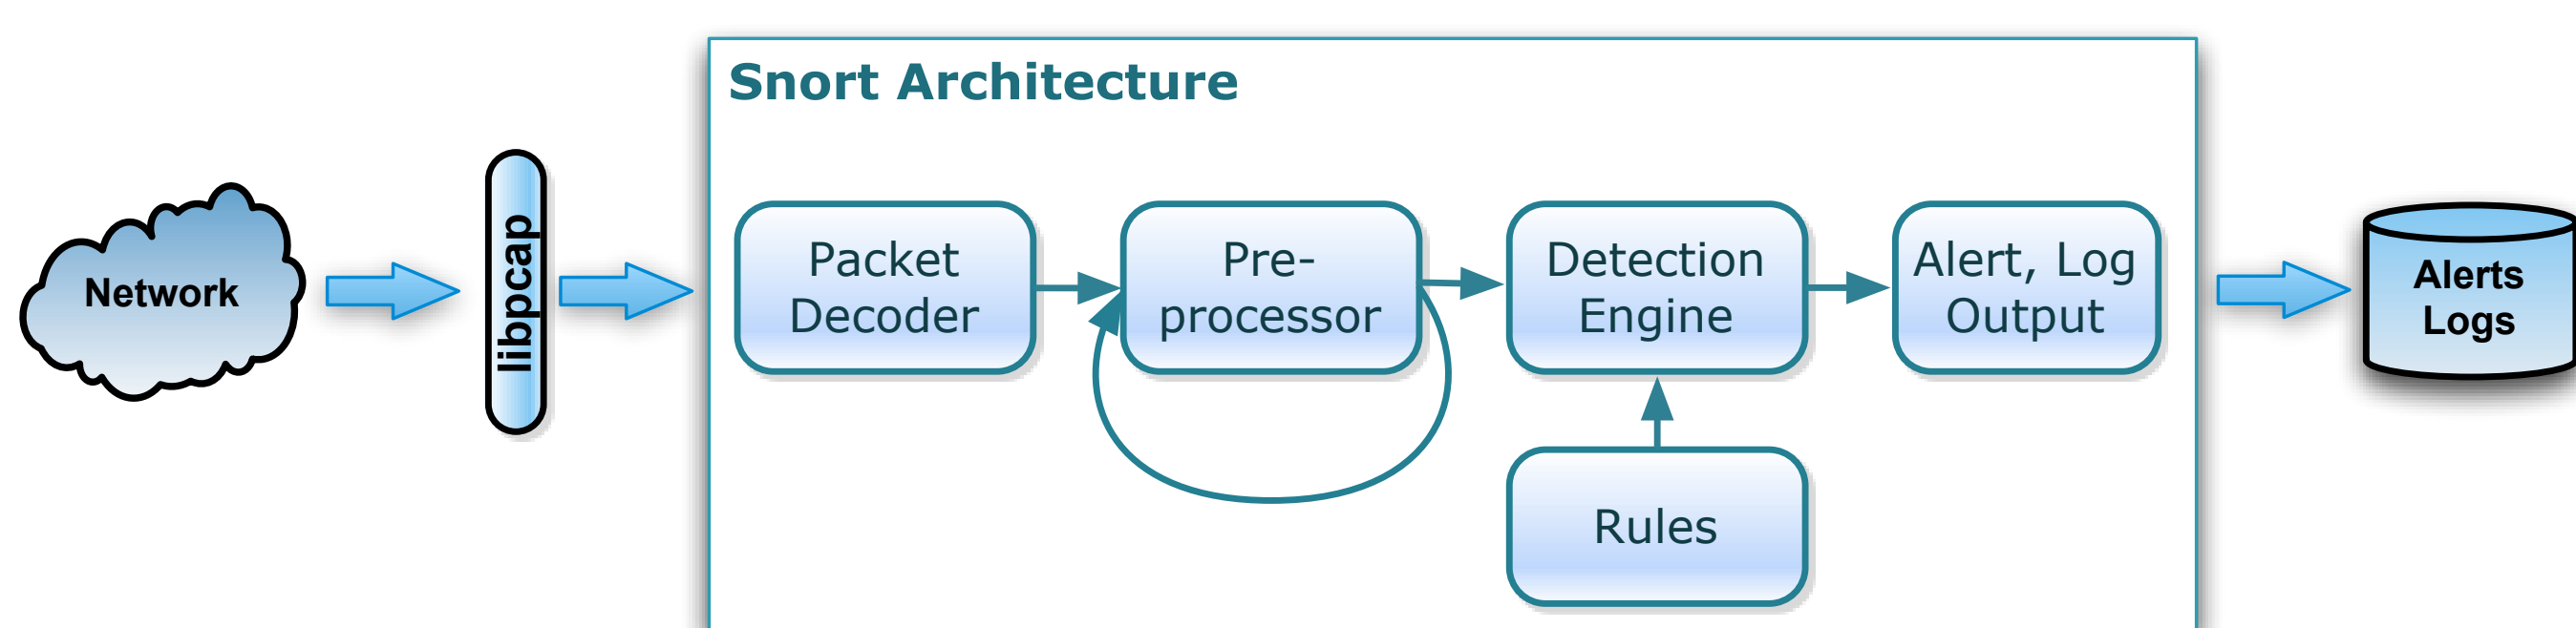 Snort Architecture
Network
libpcap
Packet
Decoder
Pre-
processor
Detection
Engine
Alert, Log
Output
Alerts
Logs
Rules